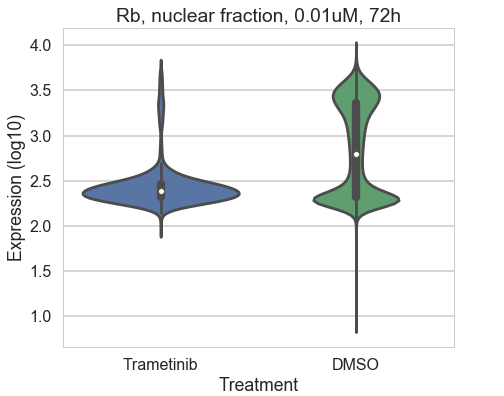 Rb, nuclear fraction, 0.01uM, 72h
4.0
3.5
3.0
2.5
2.0
1.5
1.0
Expression (log10)
Trametinib DMSO
Treatment